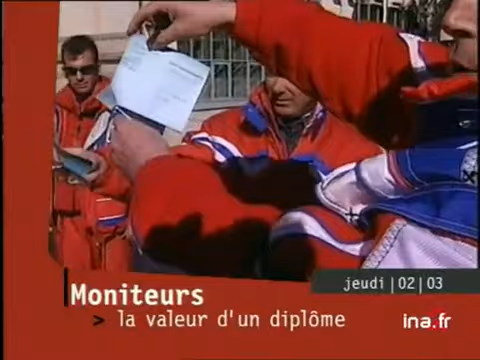 jeudi | 02 | 03
Moniteurs
> la valeur d'un diplôme
ina.fr